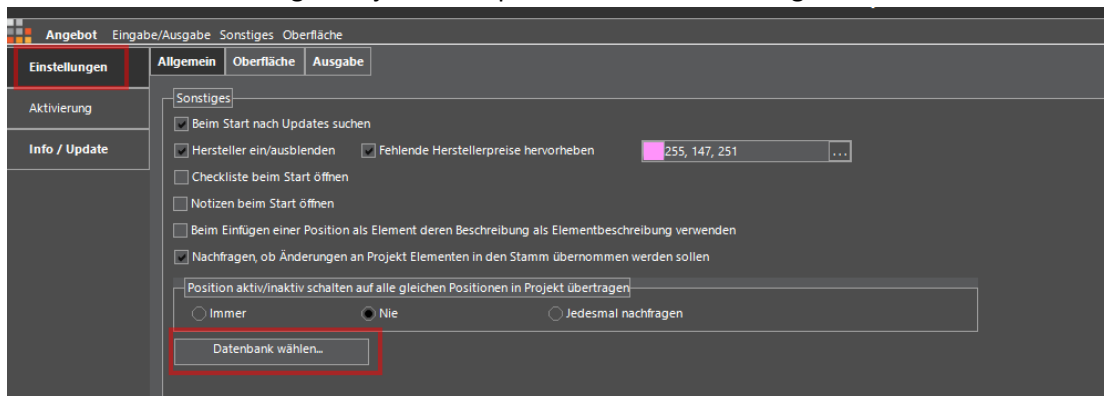 Angebot Eingabe/Ausgabe Sonstiges Oberfläche
Einstellungen
Aktivierung
Info / Update
Allgemein Oberfläche Ausgabe
Sonstiges
Beim Start nach Updates suchen
Hersteller ein/ausblenden Fehlende Herstellerpreise hervorheben 255, 147, 251 ...
Checkliste beim Start öffnen
Notizen beim Start öffnen
Beim Einfügen einer Position als Element deren Beschreibung als Elementbeschreibung verwenden
Nachfragen, ob Änderungen an Projekt Elementen in den Stamm übernommen werden sollen
Position aktiv/inaktiv schalten auf alle gleichen Positionen in Projekt übertragen
Immer Nie Jedesmal nachfragen
Datenbank wählen...